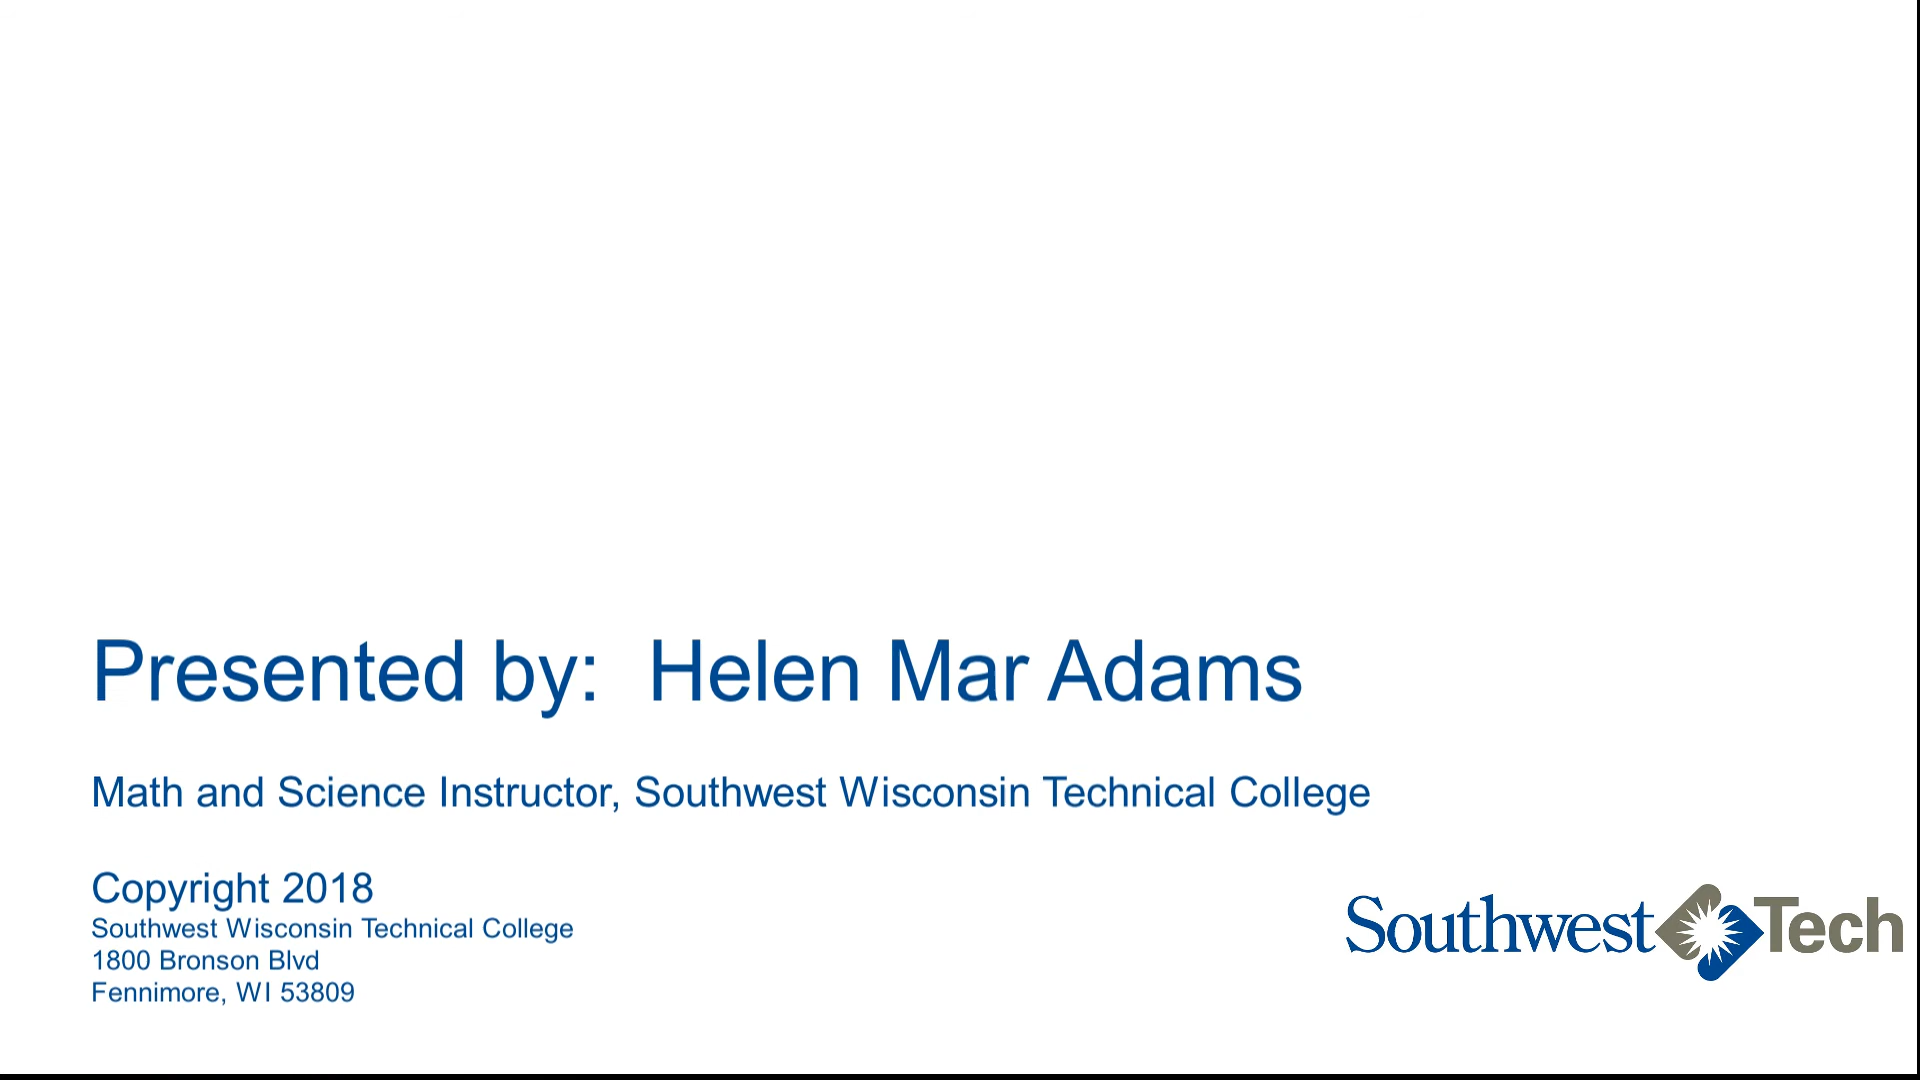 Presented by:  Helen Mar Adams
Math and Science Instructor, Southwest Wisconsin Technical College
Copyright 2018
Southwest Wisconsin Technical College
1800 Bronson Blvd
Fennimore, WI 53809
Southwest Tech